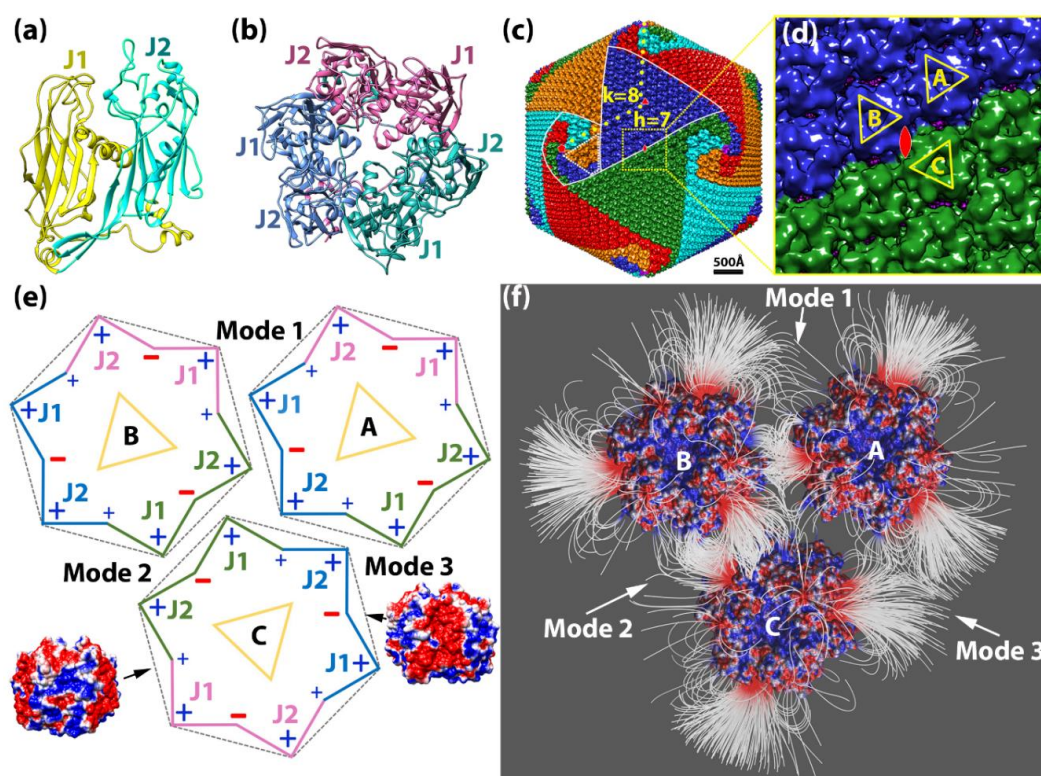 (a)
J1
J2
(b)
J2
J1
J1
J2
J2
J1
(c)
k=8
h=7
500Å
(d)
A
B
C
(e)
Mode 1
+
J2
−
+
J1
+
J1
+
B
−
J2
+
+
J1
+
−
J2
+
+
J2
−
+
J1
+
J1
+
A
−
J2
+
+
J1
+
−
J2
+
Mode 2
Mode 3
+
J1
−
J2
+
+
J2
+
−
C
J1
+
+
J1
+
−
J2
+
+
(f)
Mode 1
B
A
C
Mode 2
Mode 3